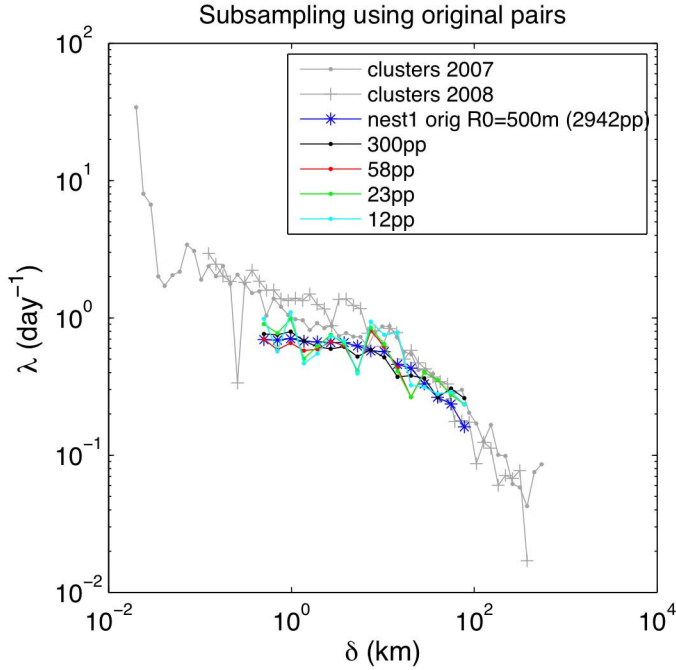 Subsampling using original pairs
10^2
10^1
10^0
10^-1
10^-2
λ (day^-1)
clusters 2007
clusters 2008
nest1 orig R0=500m (2942pp)
300pp
58pp
23pp
12pp
10^-2 10^0 10^2 10^4
δ (km)